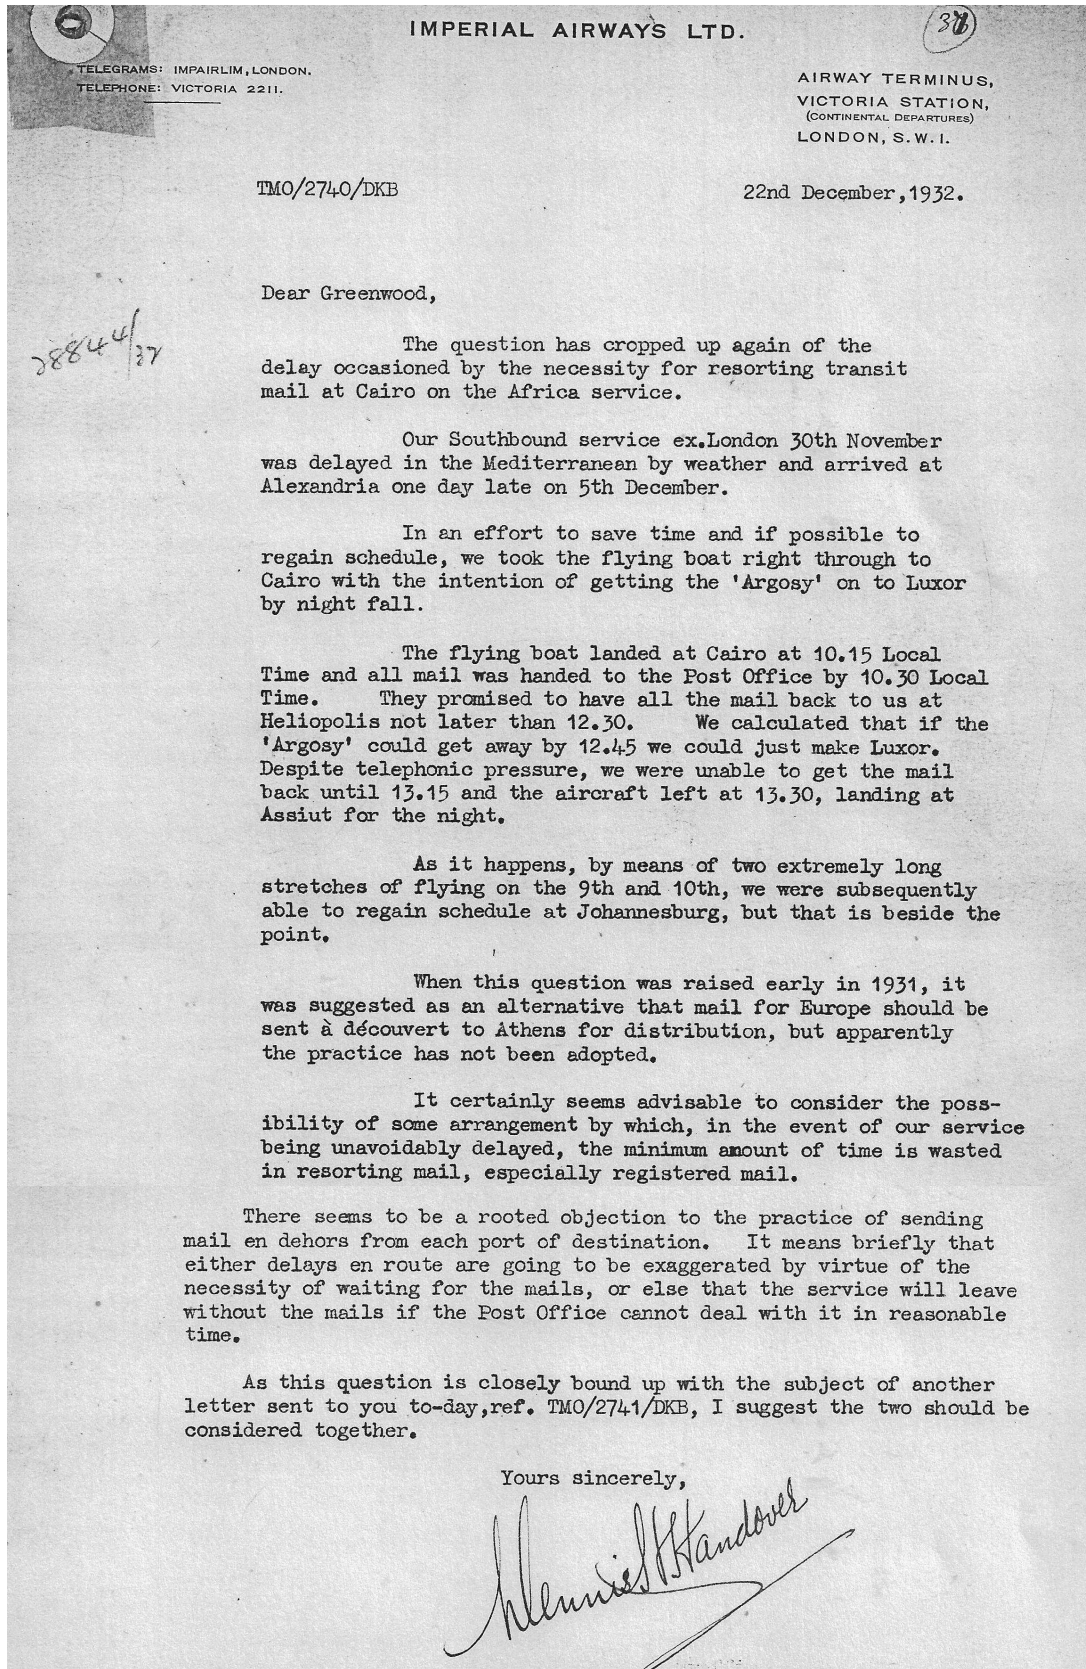 IMPERIAL AIRWAYS LTD.
TELEGRAMS: IMPAIRLIM, LONDON.
TELEPHONE: VICTORIA 2211.
AIRWAY TERMINUS,
VICTORIA STATION,
(CONTINENTAL DEPARTURES)
LONDON, S.W.1.
TMO/2740/DKB
22nd December,1932.
28844/32
Dear Greenwood,
The question has cropped up again of the
delay occasioned by the necessity for resorting transit
mail at Cairo on the Africa service.
Our Southbound service ex.London 30th November
was delayed in the Mediterranean by weather and arrived at
Alexandria one day late on 5th December.
In an effort to save time and if possible to
regain schedule, we took the flying boat right through to
Cairo with the intention of getting the 'Argosy' on to Luxor
by night fall.
The flying boat landed at Cairo at 10.15 Local
Time and all mail was handed to the Post Office by 10.30 Local
Time. They promised to have all the mail back to us at
Heliopolis not later than 12.30. We calculated that if the
'Argosy' could get away by 12.45 we could just make Luxor.
Despite telephonic pressure, we were unable to get the mail
back until 13.15 and the aircraft left at 13.30, landing at
Assiut for the night.
As it happens, by means of two extremely long
stretches of flying on the 9th and 10th, we were subsequently
able to regain schedule at Johannesburg, but that is beside the
point.
When this question was raised early in 1931, it
was suggested as an alternative that mail for Europe should be
sent à découvert to Athens for distribution, but apparently
the practice has not been adopted.
It certainly seems advisable to consider the poss-
ibility of some arrangement by which, in the event of our service
being unavoidably delayed, the minimum amount of time is wasted
in resorting mail, especially registered mail.
There seems to be a rooted objection to the practice of sending
mail en dehors from each port of destination. It means briefly that
either delays en route are going to be exaggerated by virtue of the
necessity of waiting for the mails, or else that the service will leave
without the mails if the Post Office cannot deal with it in reasonable
time.
As this question is closely bound up with the subject of another
letter sent to you to-day,ref. TMO/2741/DKB, I suggest the two should be
considered together.
Yours sincerely,
Dennis H Handover